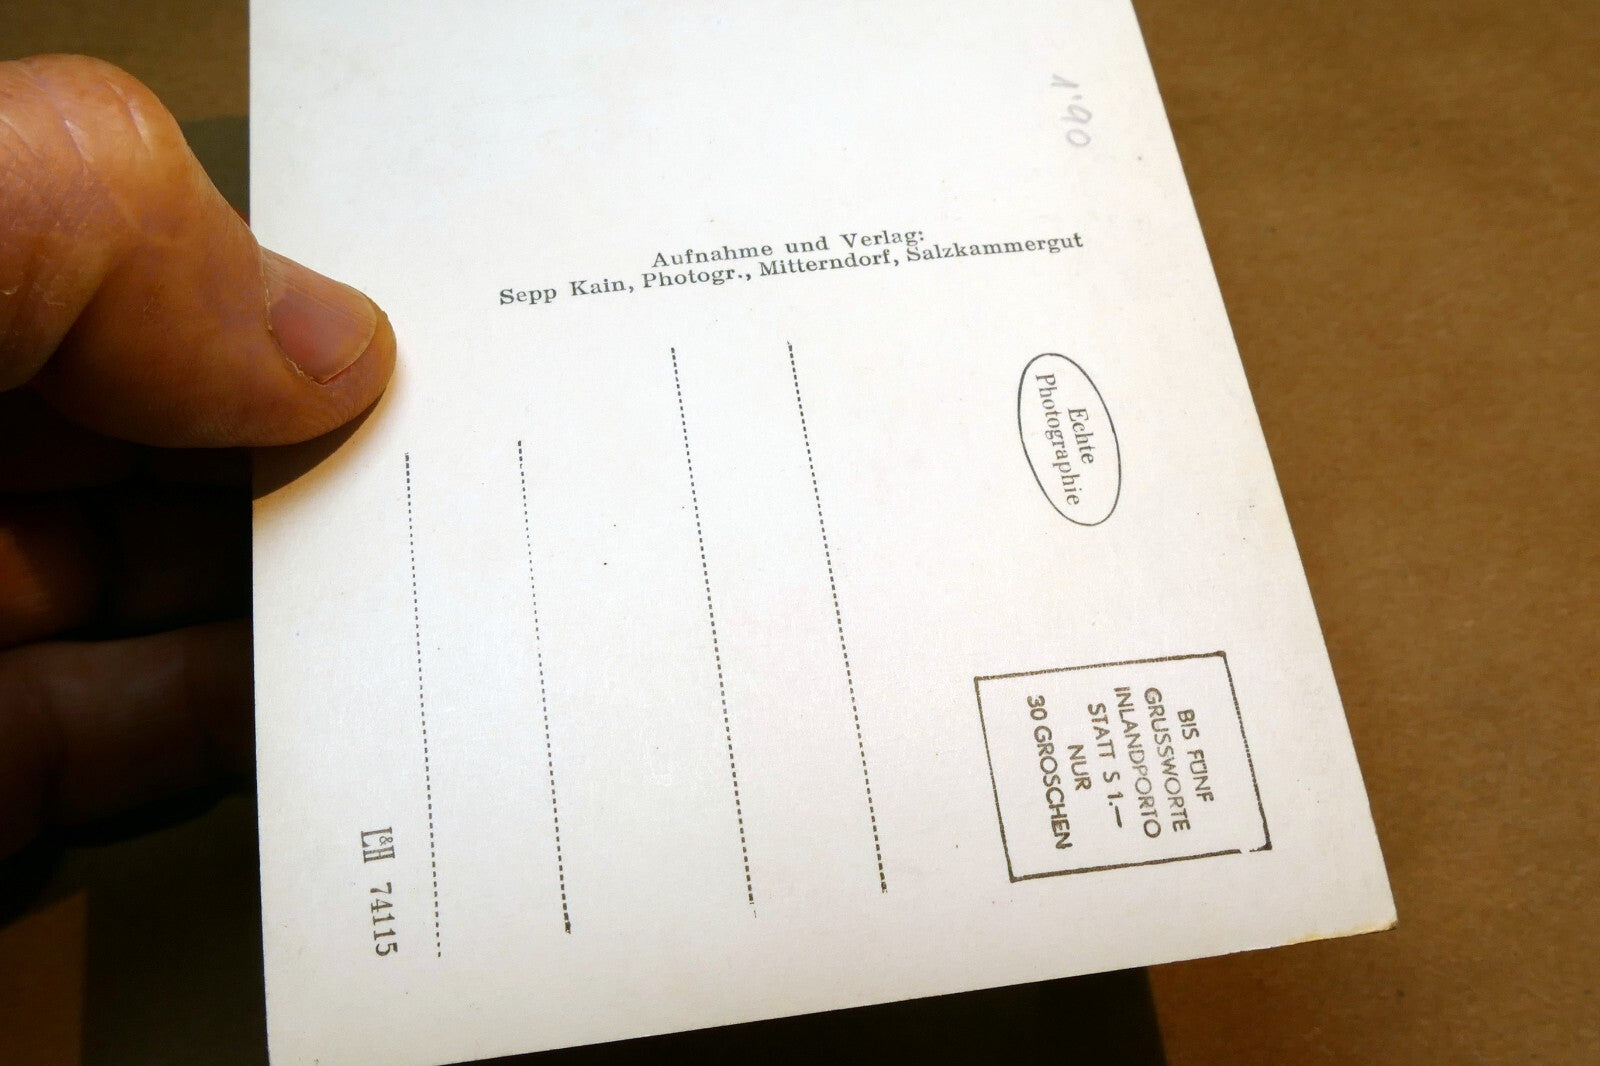 1'90
Aufnahme und Verlag:
Sepp Kain, Photogr., Mitterndorf, Salzkammergut
Echte
Photographie
BIS FÜNF
GRUSSWORTE
INLANDPORTO
STATT S 1.—
NUR
30 GROSCHEN
L&H 74115